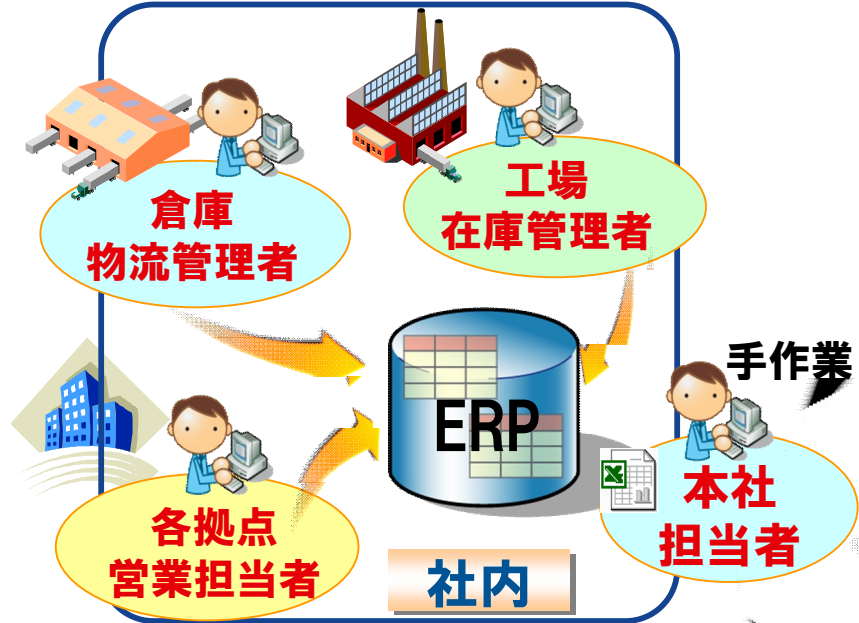 倉庫
物流管理者
工場
在庫管理者
手作業
ERP
本社
担当者
各拠点
営業担当者
社内